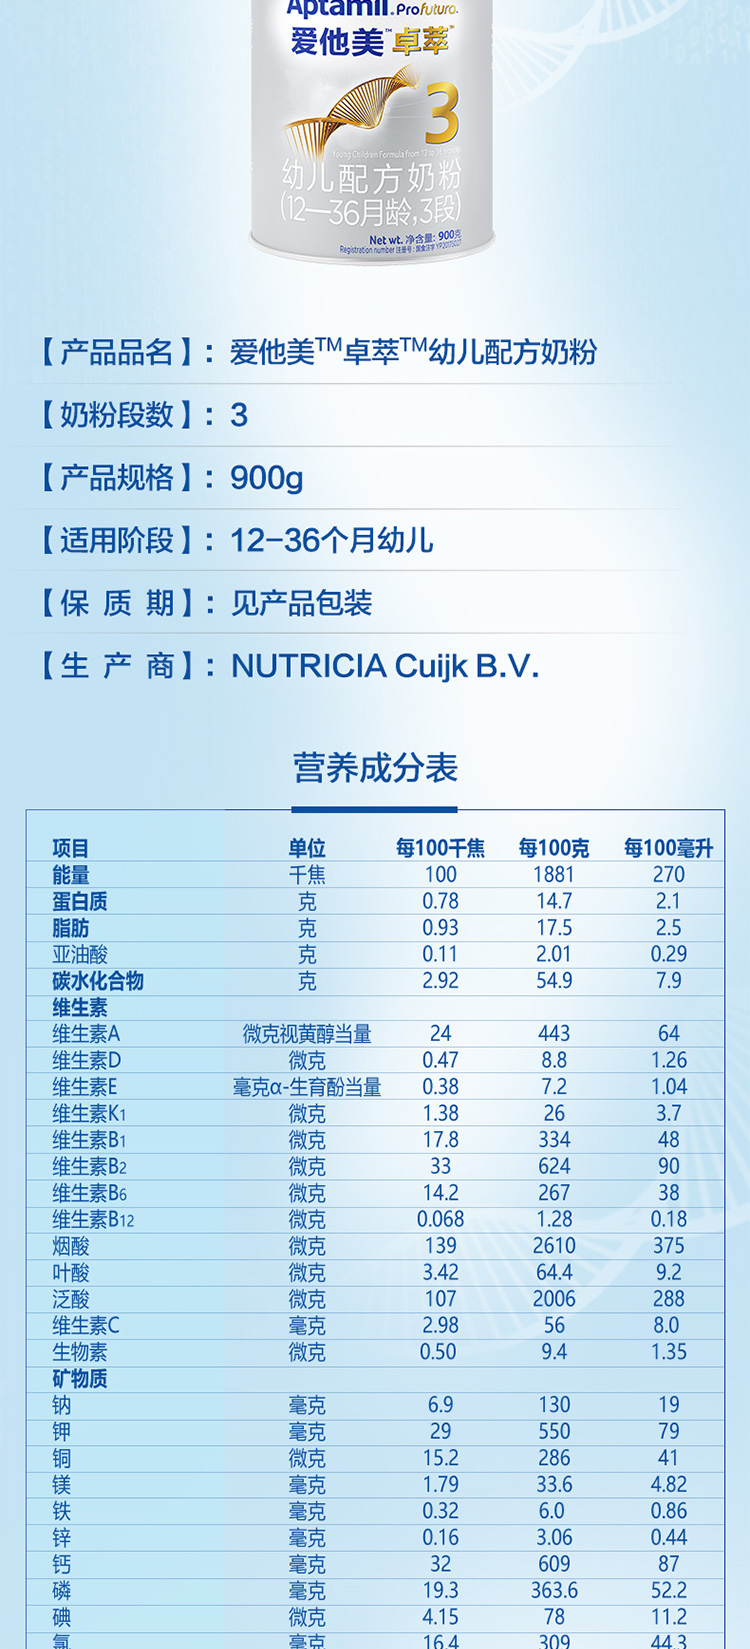 Aptamil Profutura
爱他美™卓萃™
3
Young Children Formula from 12 to 36 months
幼儿配方奶粉
(12—36月龄,3段)
Net wt. 净含量: 900克
Registration number 注册号: 国食注字 YP20175027
【产品品名】: 爱他美™卓萃™幼儿配方奶粉
【奶粉段数】: 3
【产品规格】: 900g
【适用阶段】: 12-36个月幼儿
【保 质 期】: 见产品包装
【生 产 商】: NUTRICIA Cuijk B.V.
营养成分表
项目 单位 每100千焦 每100克 每100毫升
能量 千焦 100 1881 270
蛋白质 克 0.78 14.7 2.1
脂肪 克 0.93 17.5 2.5
亚油酸 克 0.11 2.01 0.29
碳水化合物 克 2.92 54.9 7.9
维生素
维生素A 微克视黄醇当量 24 443 64
维生素D 微克 0.47 8.8 1.26
维生素E 毫克α-生育酚当量 0.38 7.2 1.04
维生素K1 微克 1.38 26 3.7
维生素B1 微克 17.8 334 48
维生素B2 微克 33 624 90
维生素B6 微克 14.2 267 38
维生素B12 微克 0.068 1.28 0.18
烟酸 微克 139 2610 375
叶酸 微克 3.42 64.4 9.2
泛酸 微克 107 2006 288
维生素C 毫克 2.98 56 8.0
生物素 微克 0.50 9.4 1.35
矿物质
钠 毫克 6.9 130 19
钾 毫克 29 550 79
铜 微克 15.2 286 41
镁 毫克 1.79 33.6 4.82
铁 毫克 0.32 6.0 0.86
锌 毫克 0.16 3.06 0.44
钙 毫克 32 609 87
磷 毫克 19.3 363.6 52.2
碘 微克 4.15 78 11.2
氯 毫克 16.4 309 44.3